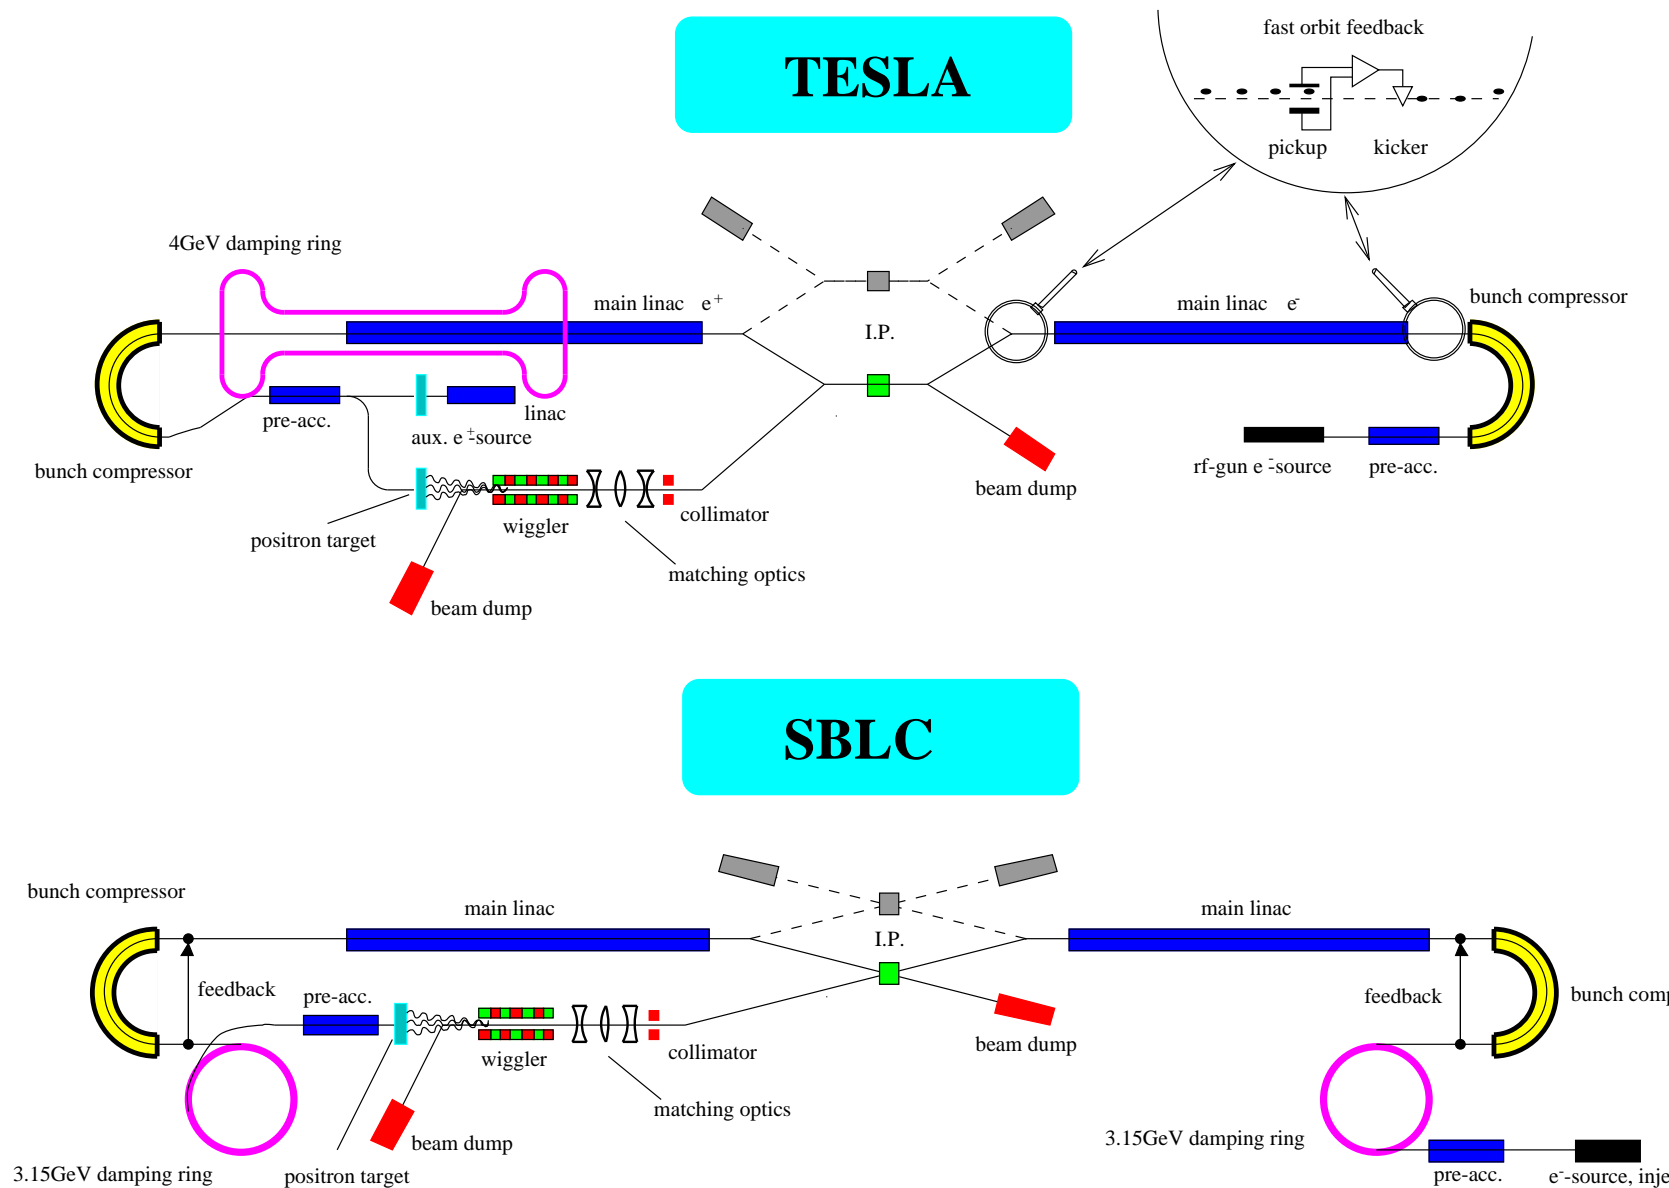 fast orbit feedback
TESLA
pickup
kicker
4GeV damping ring
main linac e+
main linac e-
bunch compressor
I.P.
linac
pre-acc.
aux. e+-source
bunch compressor
rf-gun e--source
pre-acc.
beam dump
collimator
wiggler
positron target
matching optics
beam dump
SBLC
bunch compressor
main linac
main linac
I.P.
feedback
pre-acc.
feedback
bunch comp
beam dump
collimator
wiggler
matching optics
beam dump
3.15GeV damping ring
3.15GeV damping ring
positron target
pre-acc.
e--source, inje